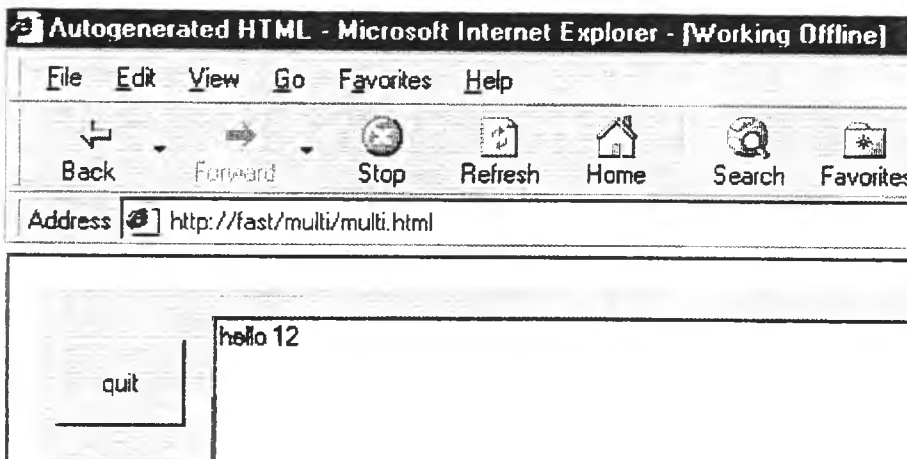 Autogenerated HTML - Microsoft Internet Explorer - [Working Offline]
File Edit View Go Favorites Help
Back Forward Stop Refresh Home Search Favorites
Address http://fast/multi/multi.html
hello 12
quit